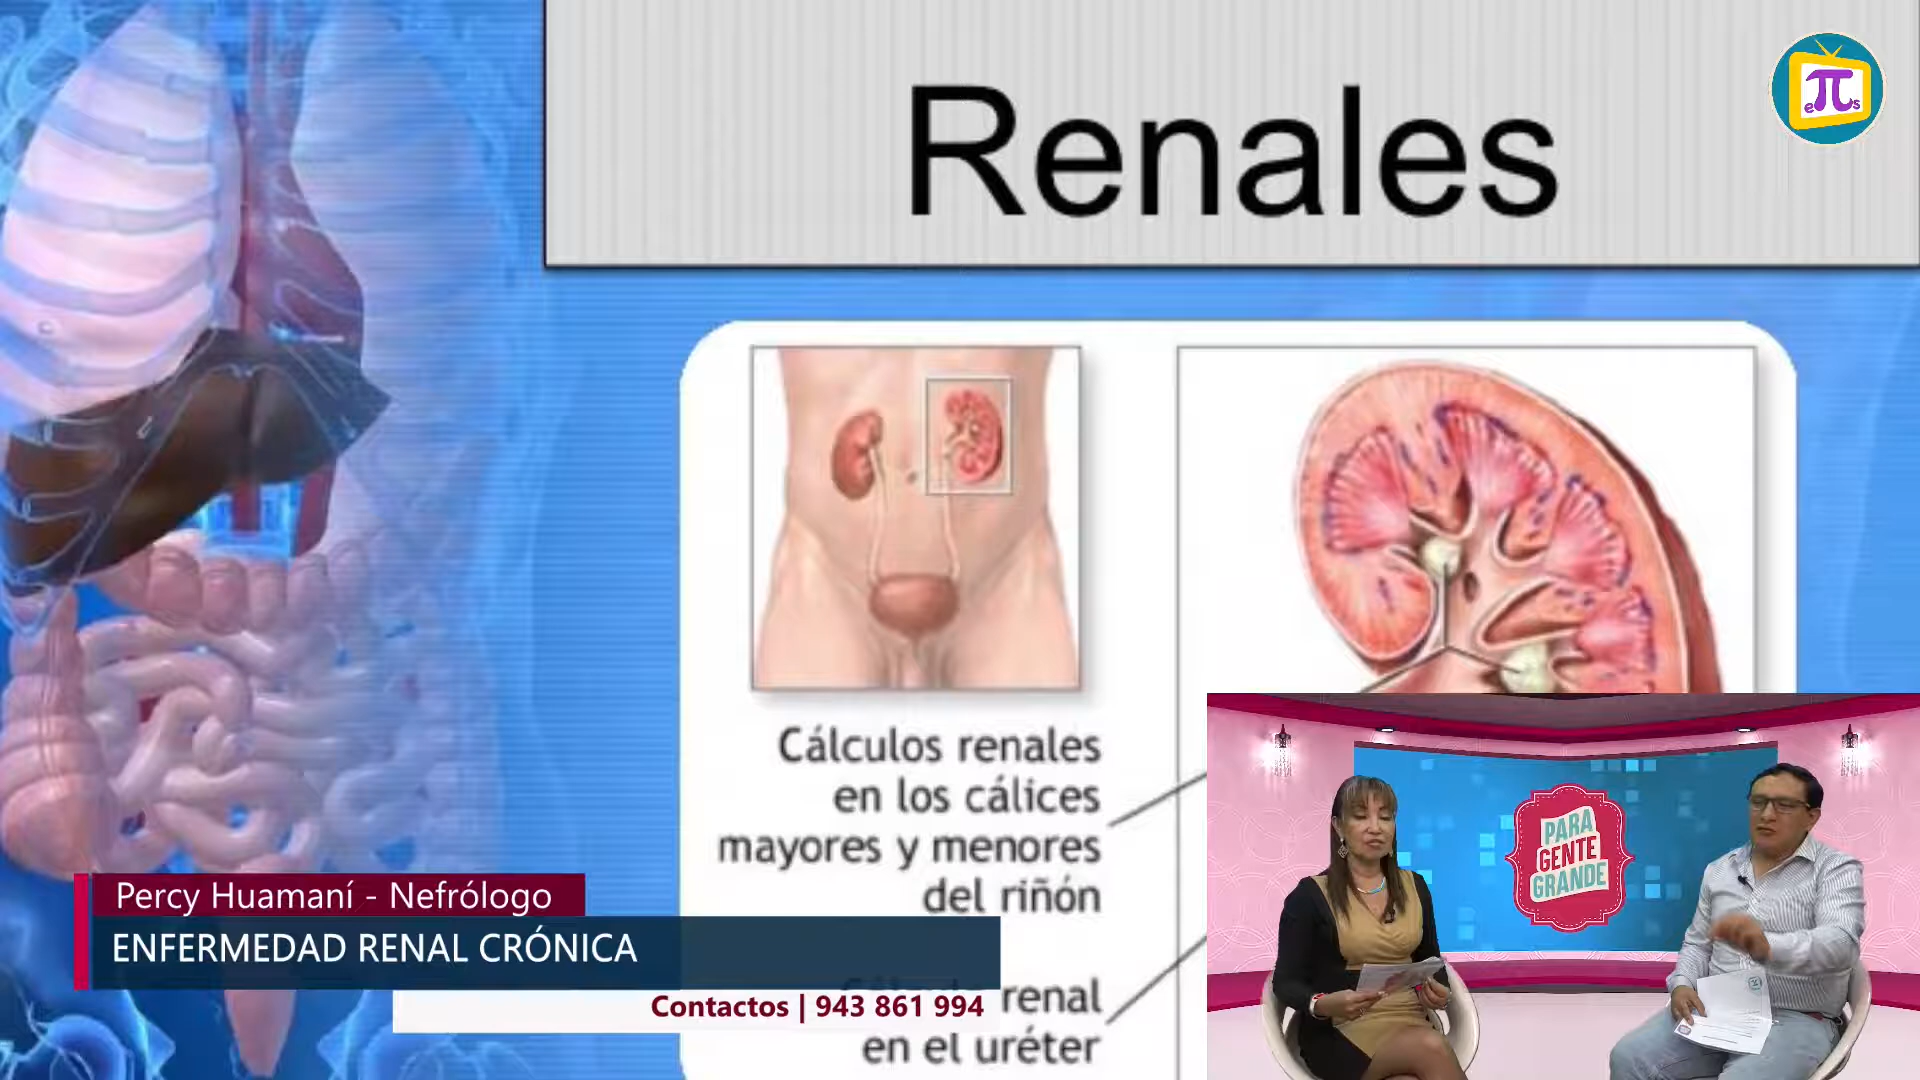 Renales
eπs
Cálculos renales
en los cálices
mayores y menores
del riñón
renal
en el uréter
Percy Huamaní - Nefrólogo
ENFERMEDAD RENAL CRÓNICA
Contactos | 943 861 994
PARA
GENTE
GRANDE